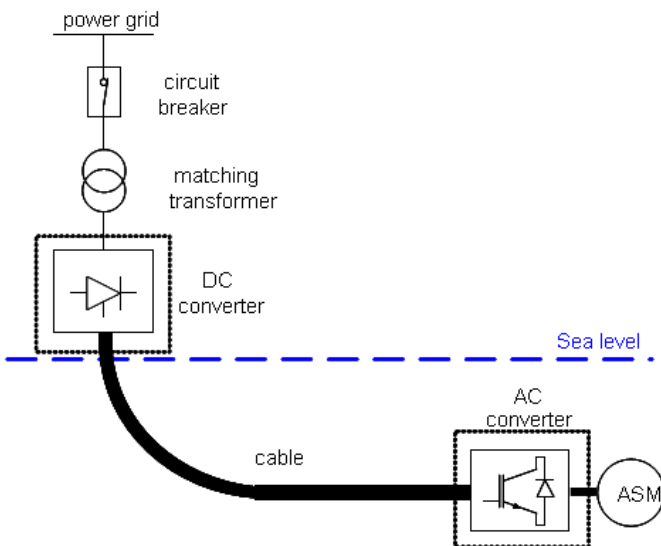 power grid
circuit
breaker
matching
transformer
DC
converter
Sea level
AC
converter
cable
ASM